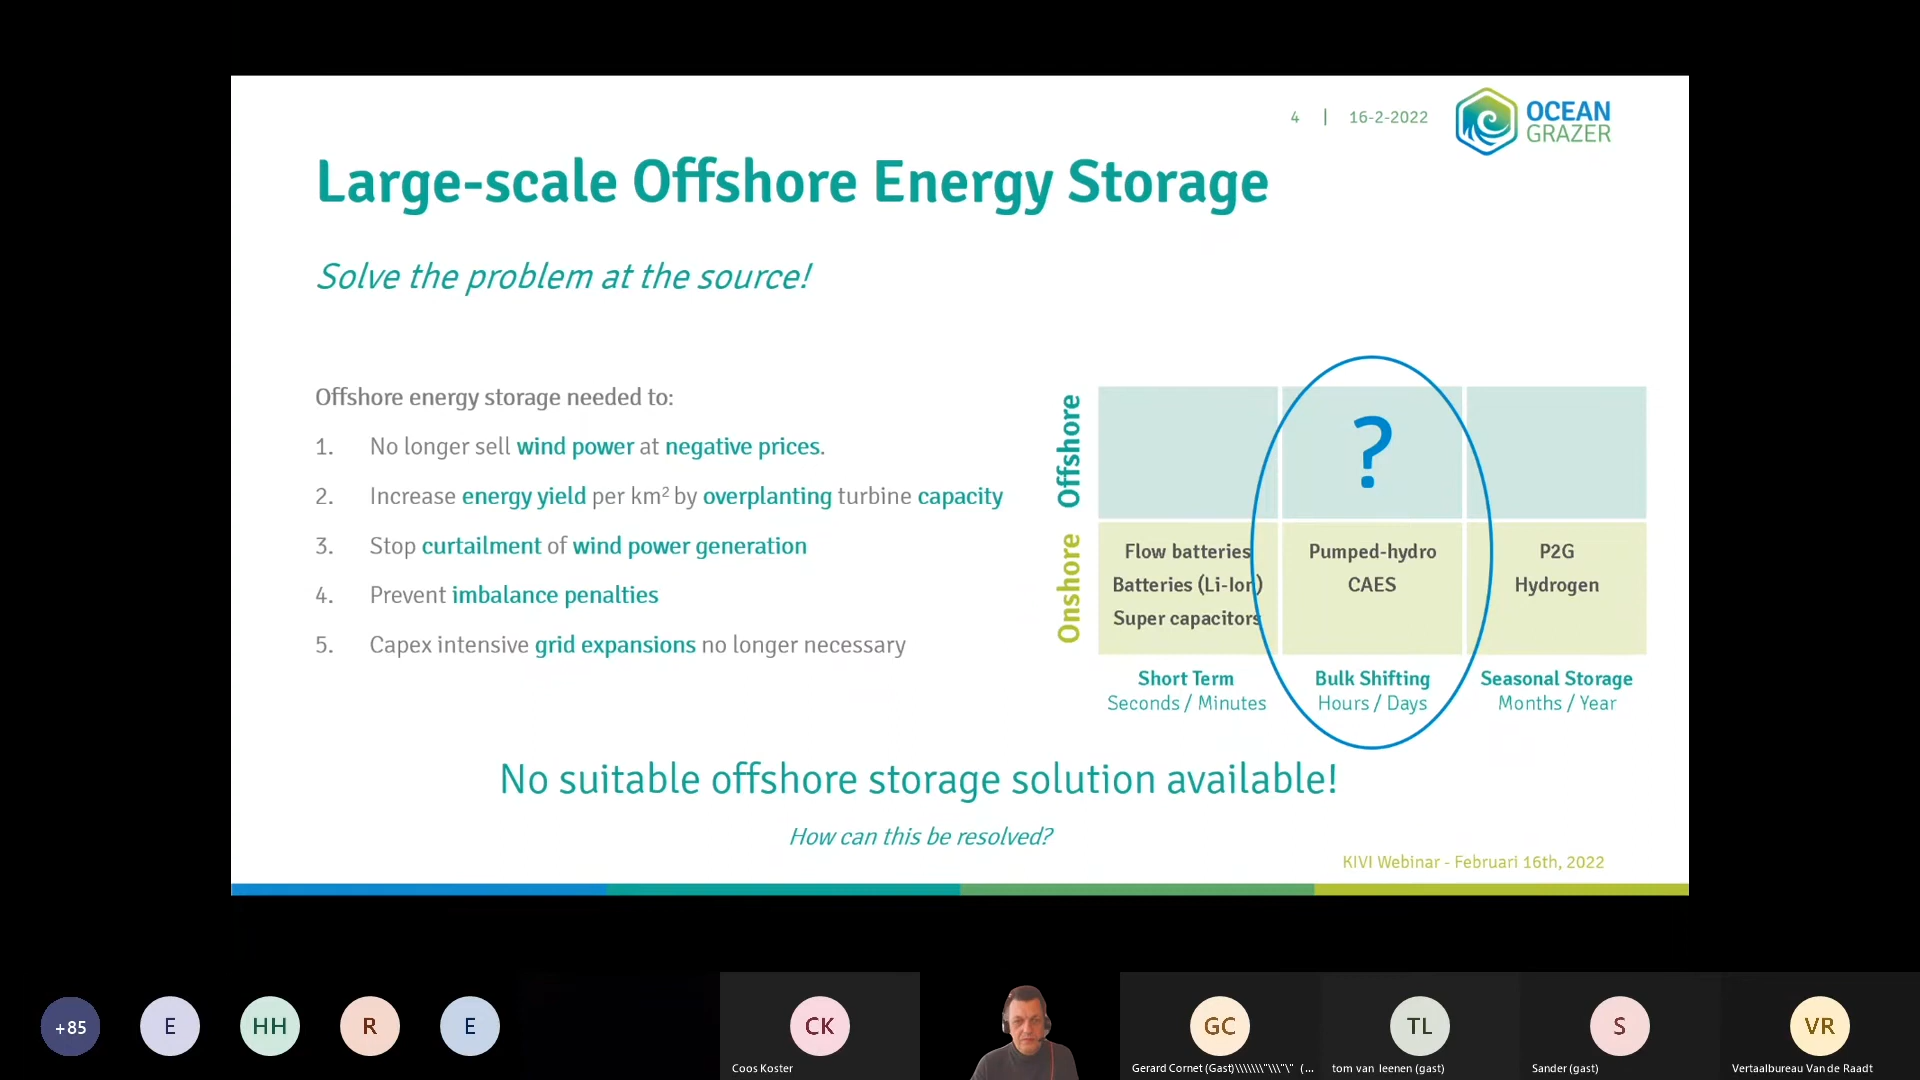 4 | 16-2-2022
OCEAN
GRAZER
Large-scale Offshore Energy Storage
Solve the problem at the source!
Offshore energy storage needed to:
1. No longer sell wind power at negative prices.
2. Increase energy yield per km² by overplanting turbine capacity
3. Stop curtailment of wind power generation
4. Prevent imbalance penalties
5. Capex intensive grid expansions no longer necessary
Offshore
?
Onshore
Flow batteries
Batteries (Li-Ion)
Super capacitors
Pumped-hydro
CAES
P2G
Hydrogen
Short Term
Seconds / Minutes
Bulk Shifting
Hours / Days
Seasonal Storage
Months / Year
No suitable offshore storage solution available!
How can this be resolved?
KIVI Webinar - Februari 16th, 2022
+85
E
HH
R
E
CK
Coos Koster
GC
Gerard Cornet (Gast)\\\\\\\"\\\"\" (...
TL
tom van leenen (gast)
S
Sander (gast)
VR
Vertaalbureau Van de Raadt